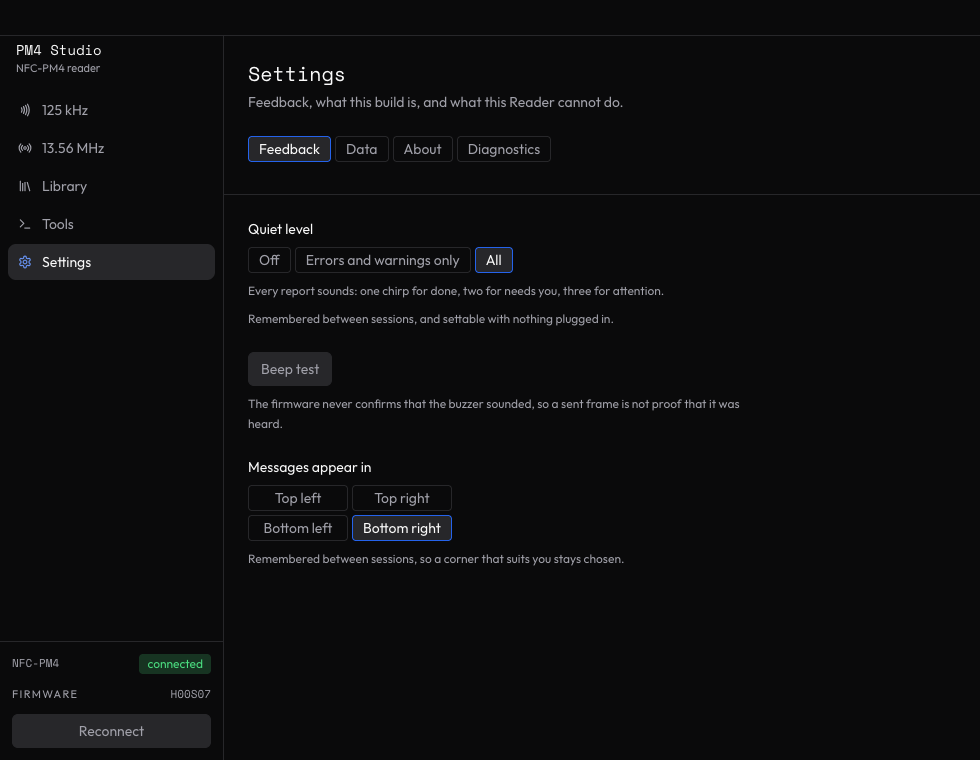 PM4 Studio
NFC-PM4 reader
125 kHz
13.56 MHz
Library
Tools
Settings
NFC-PM4 connected
FIRMWARE H00S07
Reconnect
Settings
Feedback, what this build is, and what this Reader cannot do.
Feedback Data About Diagnostics
Quiet level
Off Errors and warnings only All
Every report sounds: one chirp for done, two for needs you, three for attention.
Remembered between sessions, and settable with nothing plugged in.
Beep test
The firmware never confirms that the buzzer sounded, so a sent frame is not proof that it was
heard.
Messages appear in
Top left Top right
Bottom left Bottom right
Remembered between sessions, so a corner that suits you stays chosen.